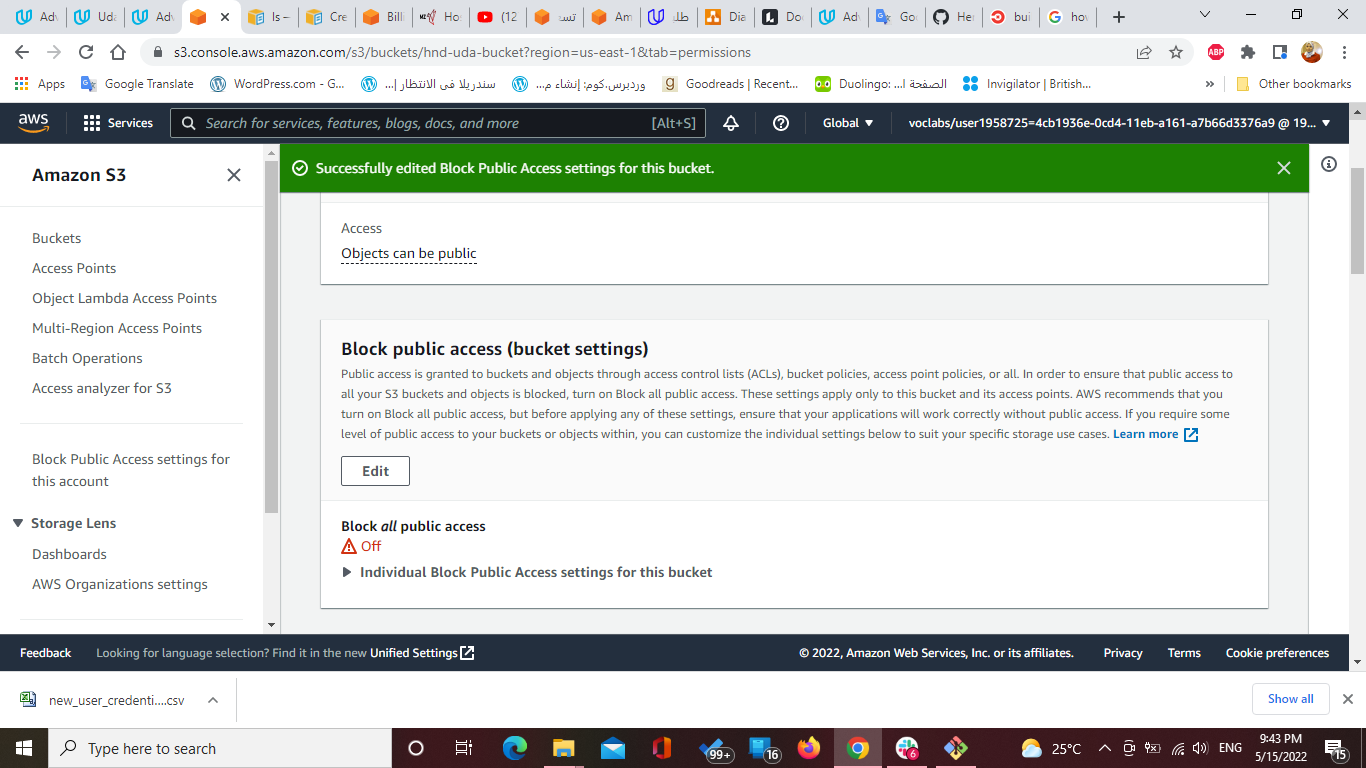 Adv
Uda
Adv
Is –
Cre
Billi
Ho
(12
تسد
Am
طلا
Dia
Do
Adv
Goo
Her
bui
hov
s3.console.aws.amazon.com/s3/buckets/hnd-uda-bucket?region=us-east-1&tab=permissions
ABP
Apps
Google Translate
WordPress.com - G...
سندريلا فى الانتظار |...
وردبرس.كوم: إنشاء م...
Goodreads | Recent...
Duolingo: ...الصفحة ا
Invigilator | British...
»
Other bookmarks
aws
Services
Search for services, features, blogs, docs, and more
[Alt+S]
Global
voclabs/user1958725=4cb1936e-0cd4-11eb-a161-a7b66d3376a9 @ 19...
Amazon S3
Buckets
Access Points
Object Lambda Access Points
Multi-Region Access Points
Batch Operations
Access analyzer for S3
Block Public Access settings for
this account
Storage Lens
Dashboards
AWS Organizations settings
Successfully edited Block Public Access settings for this bucket.
Access
Objects can be public
Block public access (bucket settings)
Public access is granted to buckets and objects through access control lists (ACLs), bucket policies, access point policies, or all. In order to ensure that public access to
all your S3 buckets and objects is blocked, turn on Block all public access. These settings apply only to this bucket and its access points. AWS recommends that you
turn on Block all public access, but before applying any of these settings, ensure that your applications will work correctly without public access. If you require some
level of public access to your buckets or objects within, you can customize the individual settings below to suit your specific storage use cases. Learn more
Edit
Block all public access
Off
Individual Block Public Access settings for this bucket
Feedback
Looking for language selection? Find it in the new Unified Settings
© 2022, Amazon Web Services, Inc. or its affiliates.
Privacy
Terms
Cookie preferences
new_user_credenti....csv
Show all
Type here to search
99+
16
6
25°C
ENG
9:43 PM
5/15/2022
15